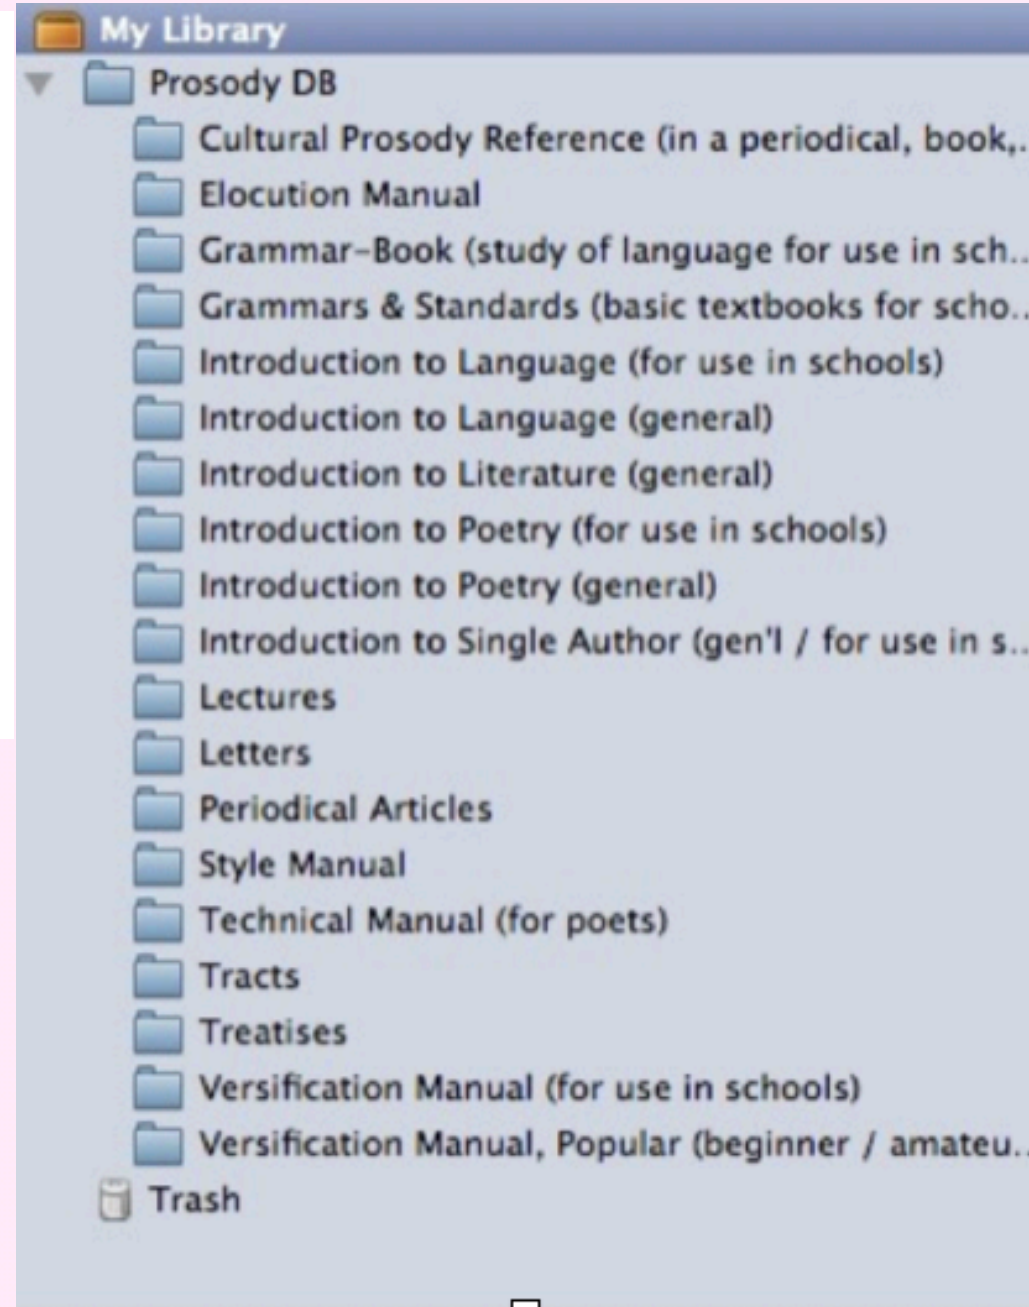 My Library
Prosody DB
Cultural Prosody Reference (in a periodical, book,..
Elocution Manual
Grammar-Book (study of language for use in sch...
Grammars & Standards (basic textbooks for scho...
Introduction to Language (for use in schools)
Introduction to Language (general)
Introduction to Literature (general)
Introduction to Poetry (for use in schools)
Introduction to Poetry (general)
Introduction to Single Author (gen'l / for use in s...
Lectures
Letters
Periodical Articles
Style Manual
Technical Manual (for poets)
Tracts
Treatises
Versification Manual (for use in schools)
Versification Manual, Popular (beginner / amateu...
Trash